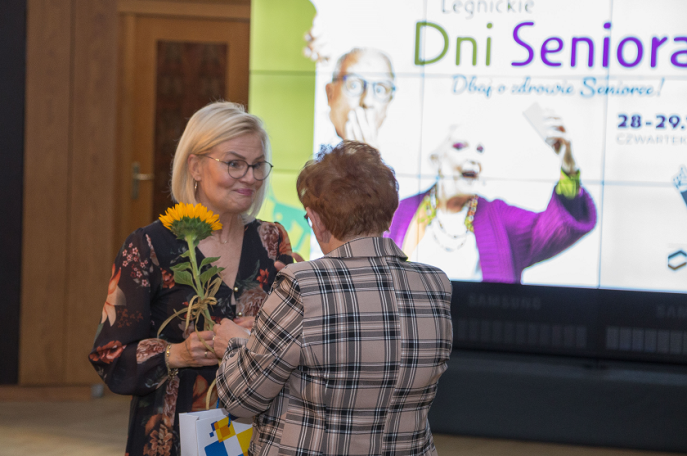 Legnickie
Dni Seniora
Dbaj o zdrowie Seniorze!
28-29.
CZWARTEK
SAMSUNG